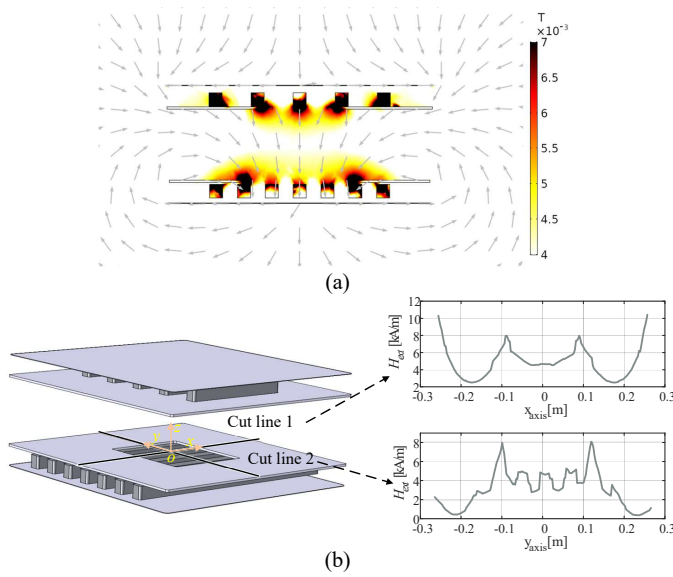 T
×10⁻³
7
6.5
6
5.5
5
4.5
4
(a)
Cut line 1
Cut line 2
z
y
x
o
12
10
8
6
4
2
0
H_ext [kA/m]
-0.3 -0.2 -0.1 0 0.1 0.2 0.3
x_axis[m]
8
6
4
2
0
H_ext [kA/m]
-0.3 -0.2 -0.1 0 0.1 0.2 0.3
y_axis[m]
(b)